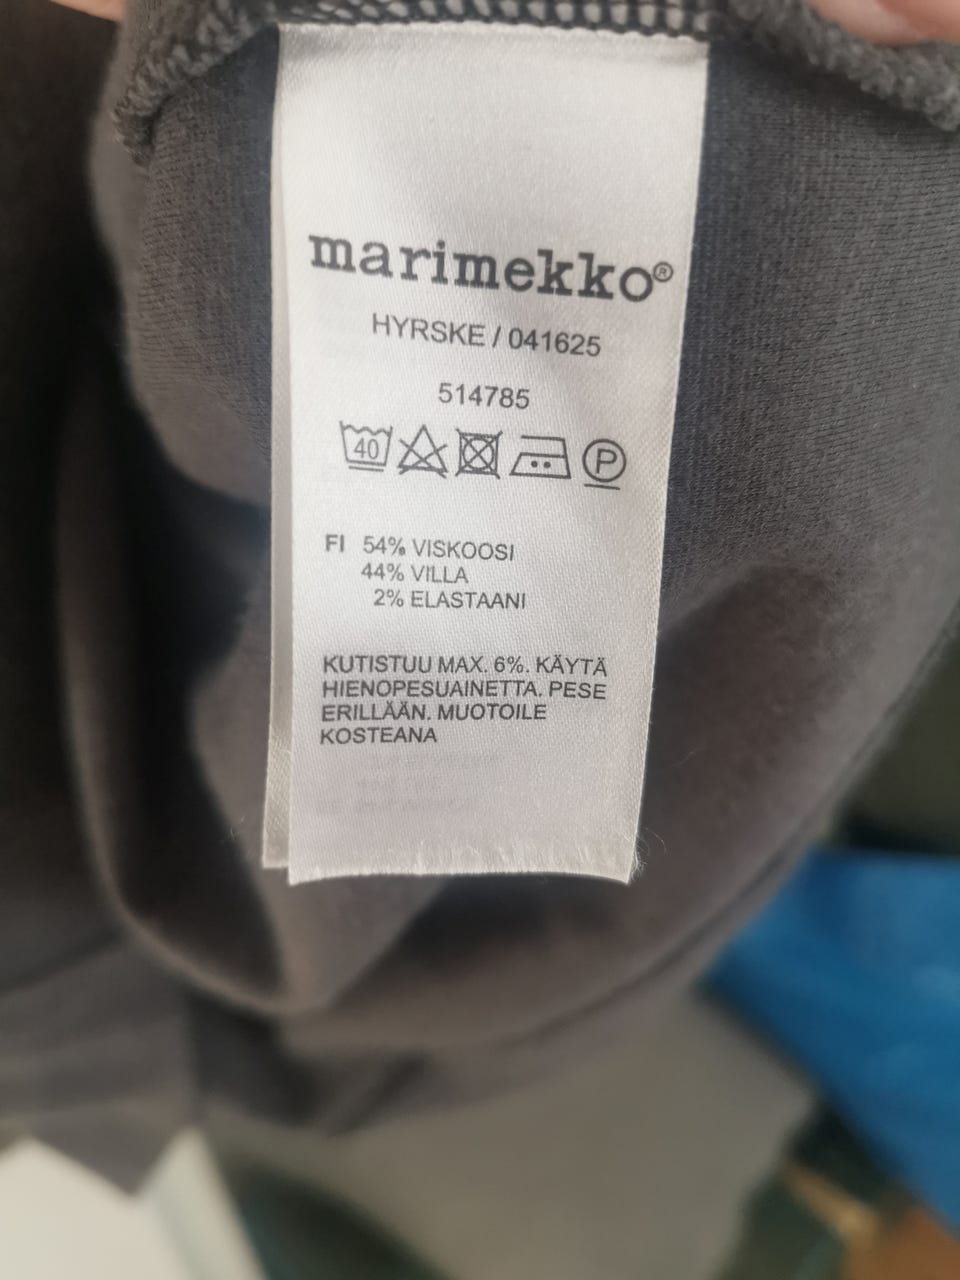 marimekko®
HYRSKE / 041625
514785
40 P
FI 54% VISKOOSI
44% VILLA
2% ELASTAANI
KUTISTUU MAX. 6%. KÄYTÄ
HIENOPESUAINETTA. PESE
ERILLÄÄN. MUOTOILE
KOSTEANA